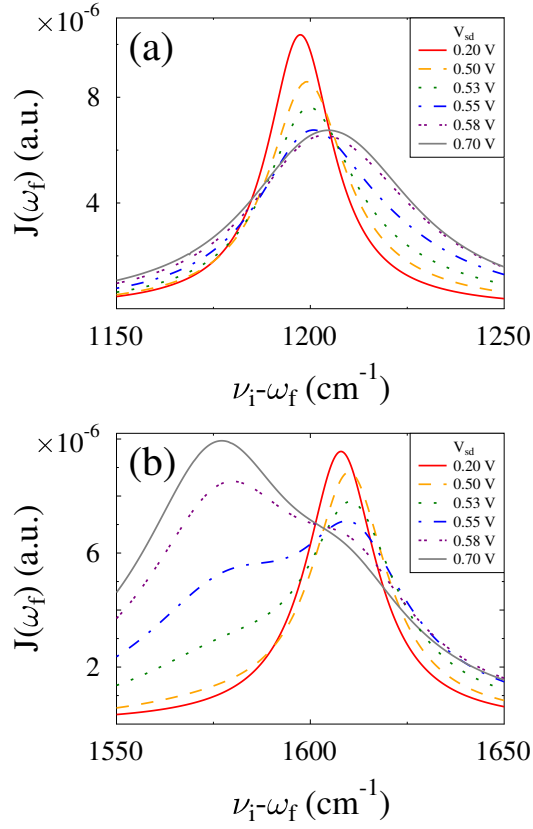 ×10⁻⁶
(a)
V_sd
0.20 V
0.50 V
0.53 V
0.55 V
0.58 V
0.70 V
8
4
J(ω_f) (a.u.)
1150 1200 1250
ν_i-ω_f (cm⁻¹)
×10⁻⁶
(b)
V_sd
0.20 V
0.50 V
0.53 V
0.55 V
0.58 V
0.70 V
6
2
J(ω_f) (a.u.)
1550 1600 1650
ν_i-ω_f (cm⁻¹)